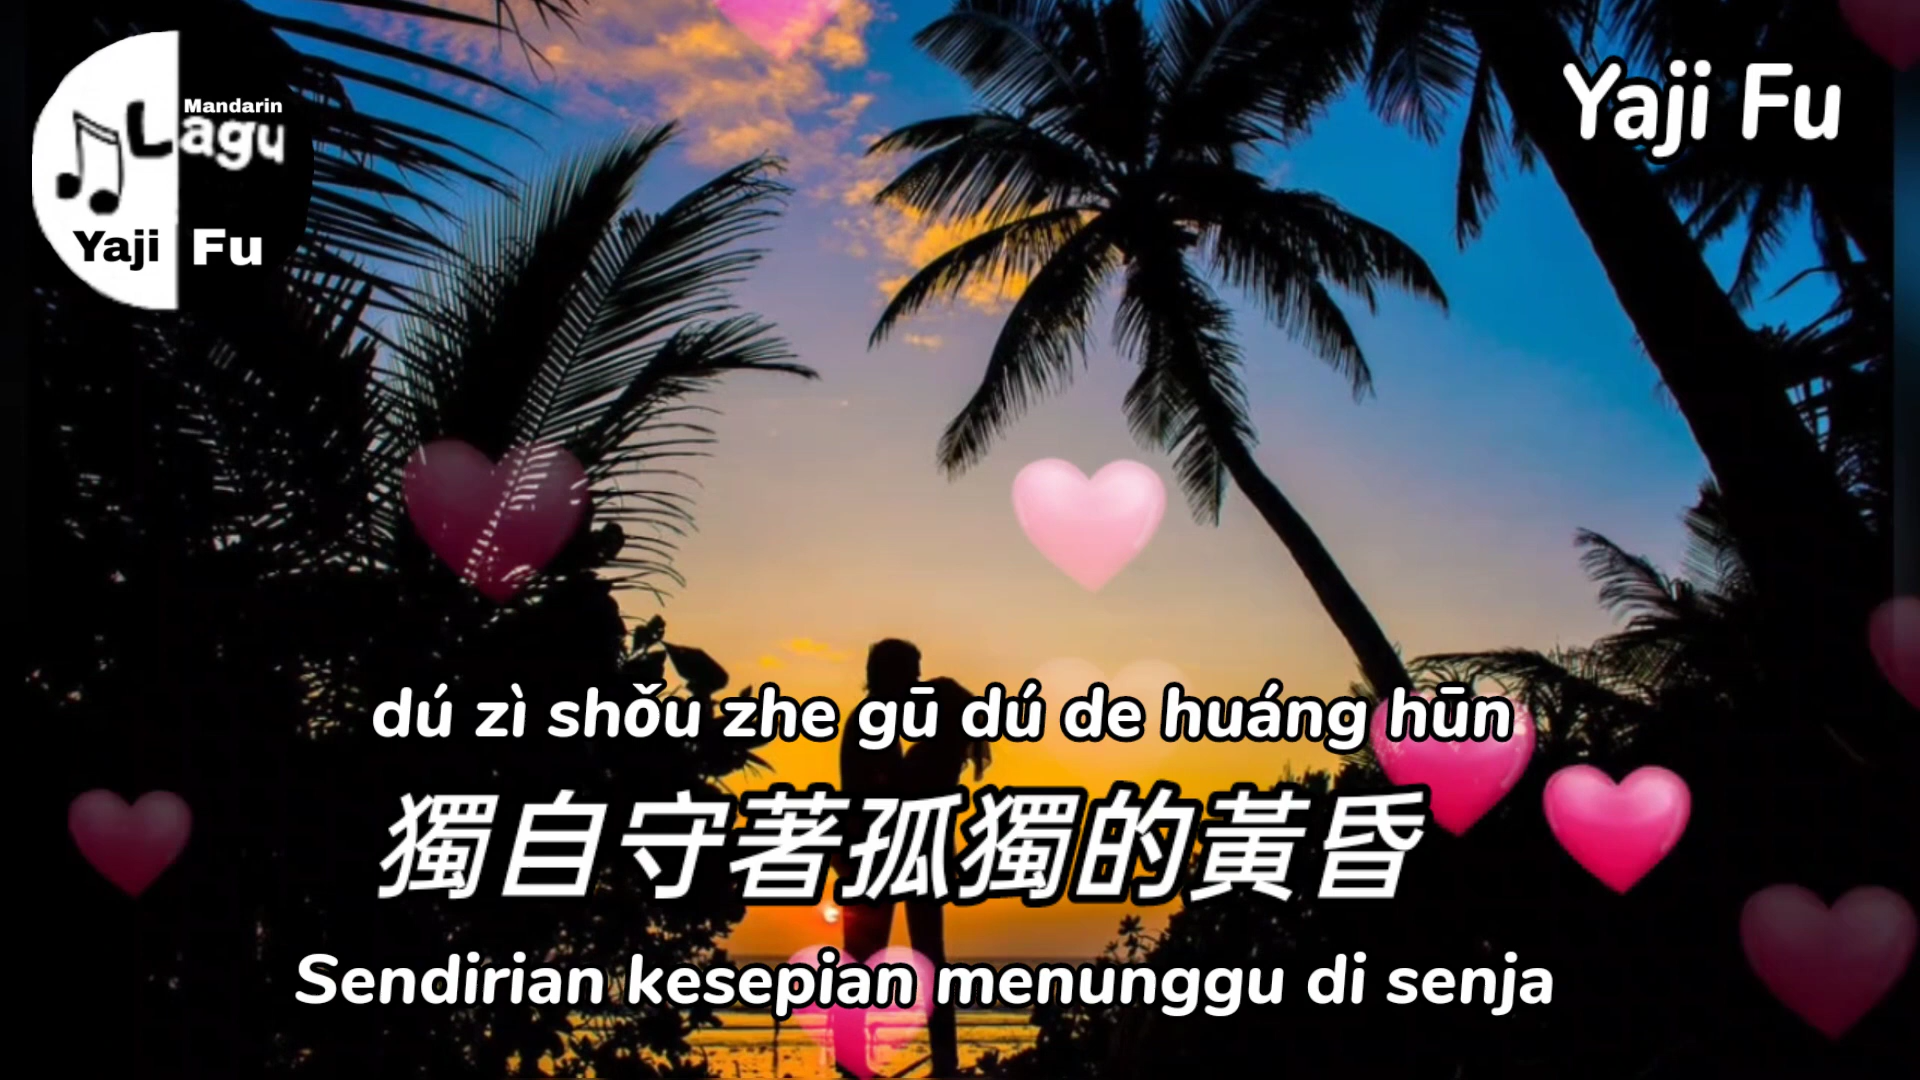 Mandarin
Lagu
Yaji Fu
Yaji Fu
dú zì shǒu zhe gū dú de huáng hūn
獨自守著孤獨的黃昏
Sendirian kesepian menunggu di senja